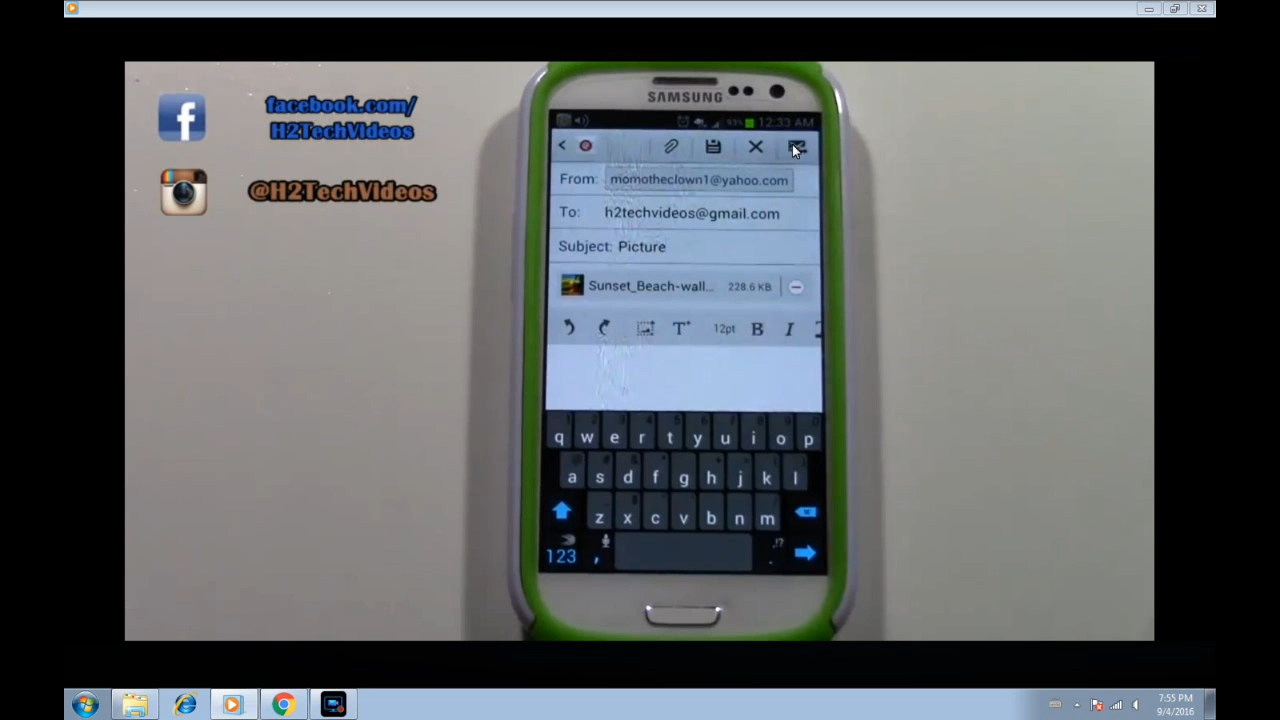 facebook.com/
H2TechVideos
@H2TechVideos
SAMSUNG
93% 12:33 AM
From: momotheclown1@yahoo.com
To: h2techvideos@gmail.com
Subject: Picture
Sunset_Beach-wall... 228.6 KB
12pt B I
q w e r t y u i o p
a s d f g h j k l
z x c v b n m
123 , .
7:55 PM
9/4/2016